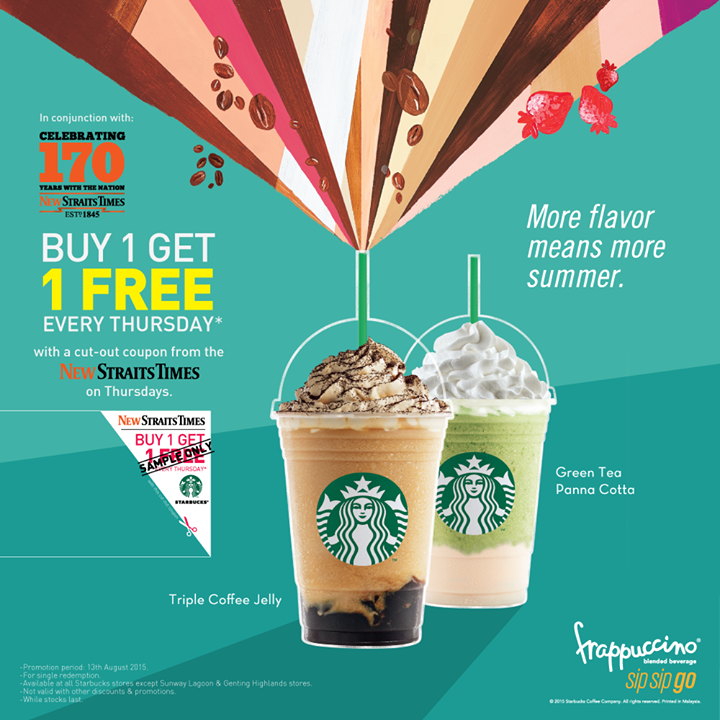 In conjunction with:
CELEBRATING
170
YEARS WITH THE NATION
NEW STRAITS TIMES
ESTD 1845
BUY 1 GET
1 FREE
EVERY THURSDAY*
with a cut-out coupon from the
NEW STRAITS TIMES
on Thursdays.
NEW STRAITS TIMES
BUY 1 GET
1 FREE
SAMPLE ONLY
THURSDAY*
STARBUCKS®
More flavor
means more
summer.
Green Tea
Panna Cotta
Triple Coffee Jelly
-Promotion period: 13th August 2015.
-For single redemption.
-Available at all Starbucks stores except Sunway Lagoon & Genting Highlands stores.
-Not valid with other discounts & promotions.
-While stocks last.
frappuccino®
blended beverage
sip sip go
© 2015 Starbucks Coffee Company. All rights reserved. Printed in Malaysia.